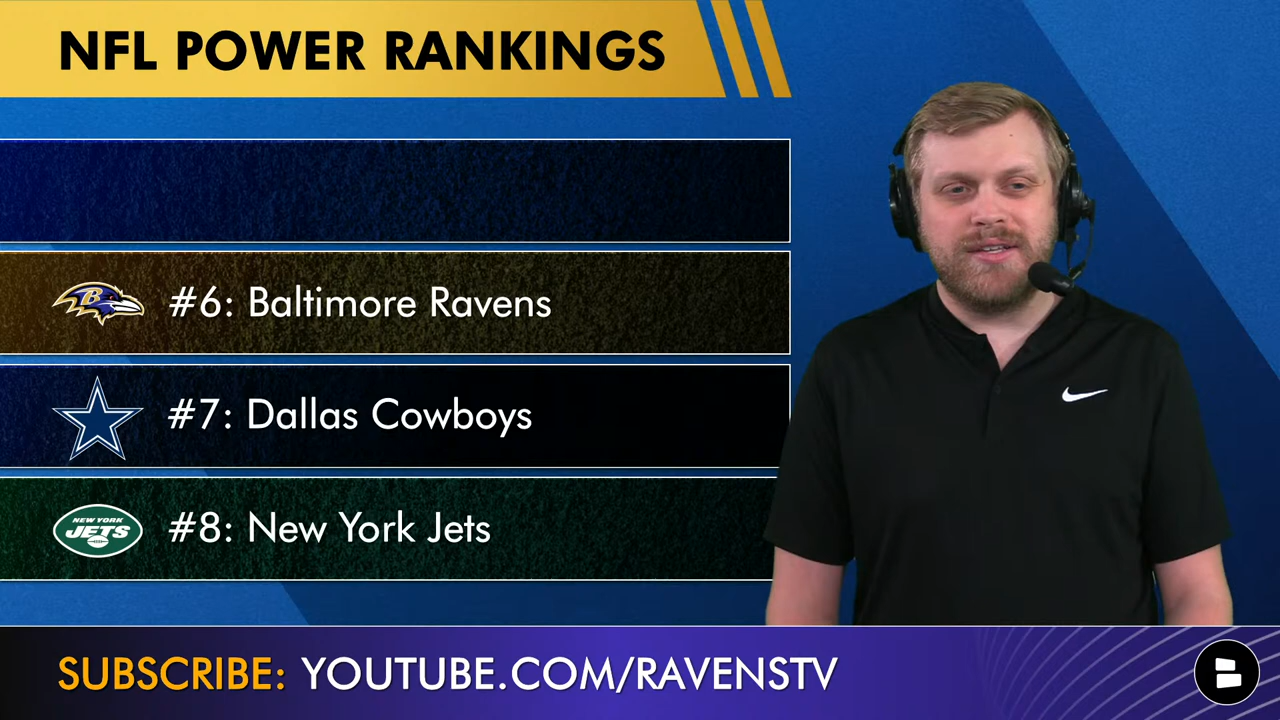 NFL POWER RANKINGS
#6: Baltimore Ravens
#7: Dallas Cowboys
NEW YORK
JETS
#8: New York Jets
SUBSCRIBE: YOUTUBE.COM/RAVENSTV